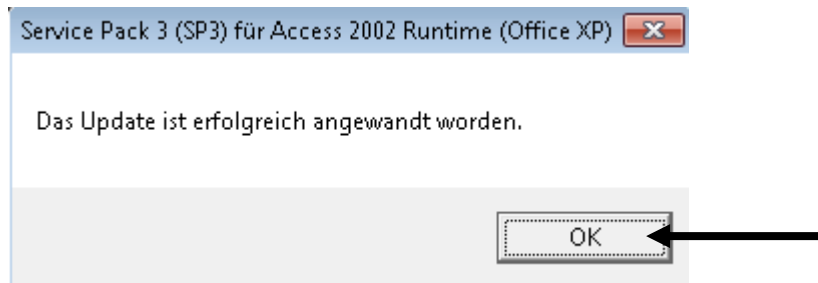 Service Pack 3 (SP3) für Access 2002 Runtime (Office XP)
Das Update ist erfolgreich angewandt worden.
OK